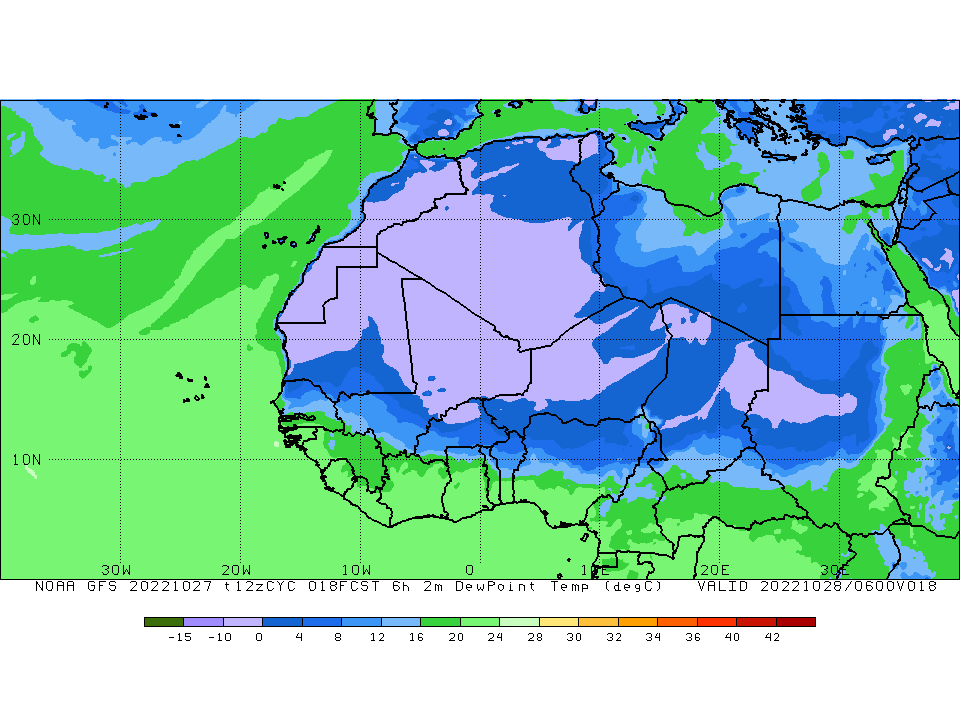 30N
20N
10N
30W 20W 10W 0 10E 20E 30E
NOAA GFS 20221027 t12zCYC 018FCST 6h 2m DewPoint Temp (degC) VALID 20221028/0600V018
-15 -10 0 4 8 12 16 20 24 28 30 32 34 36 40 42